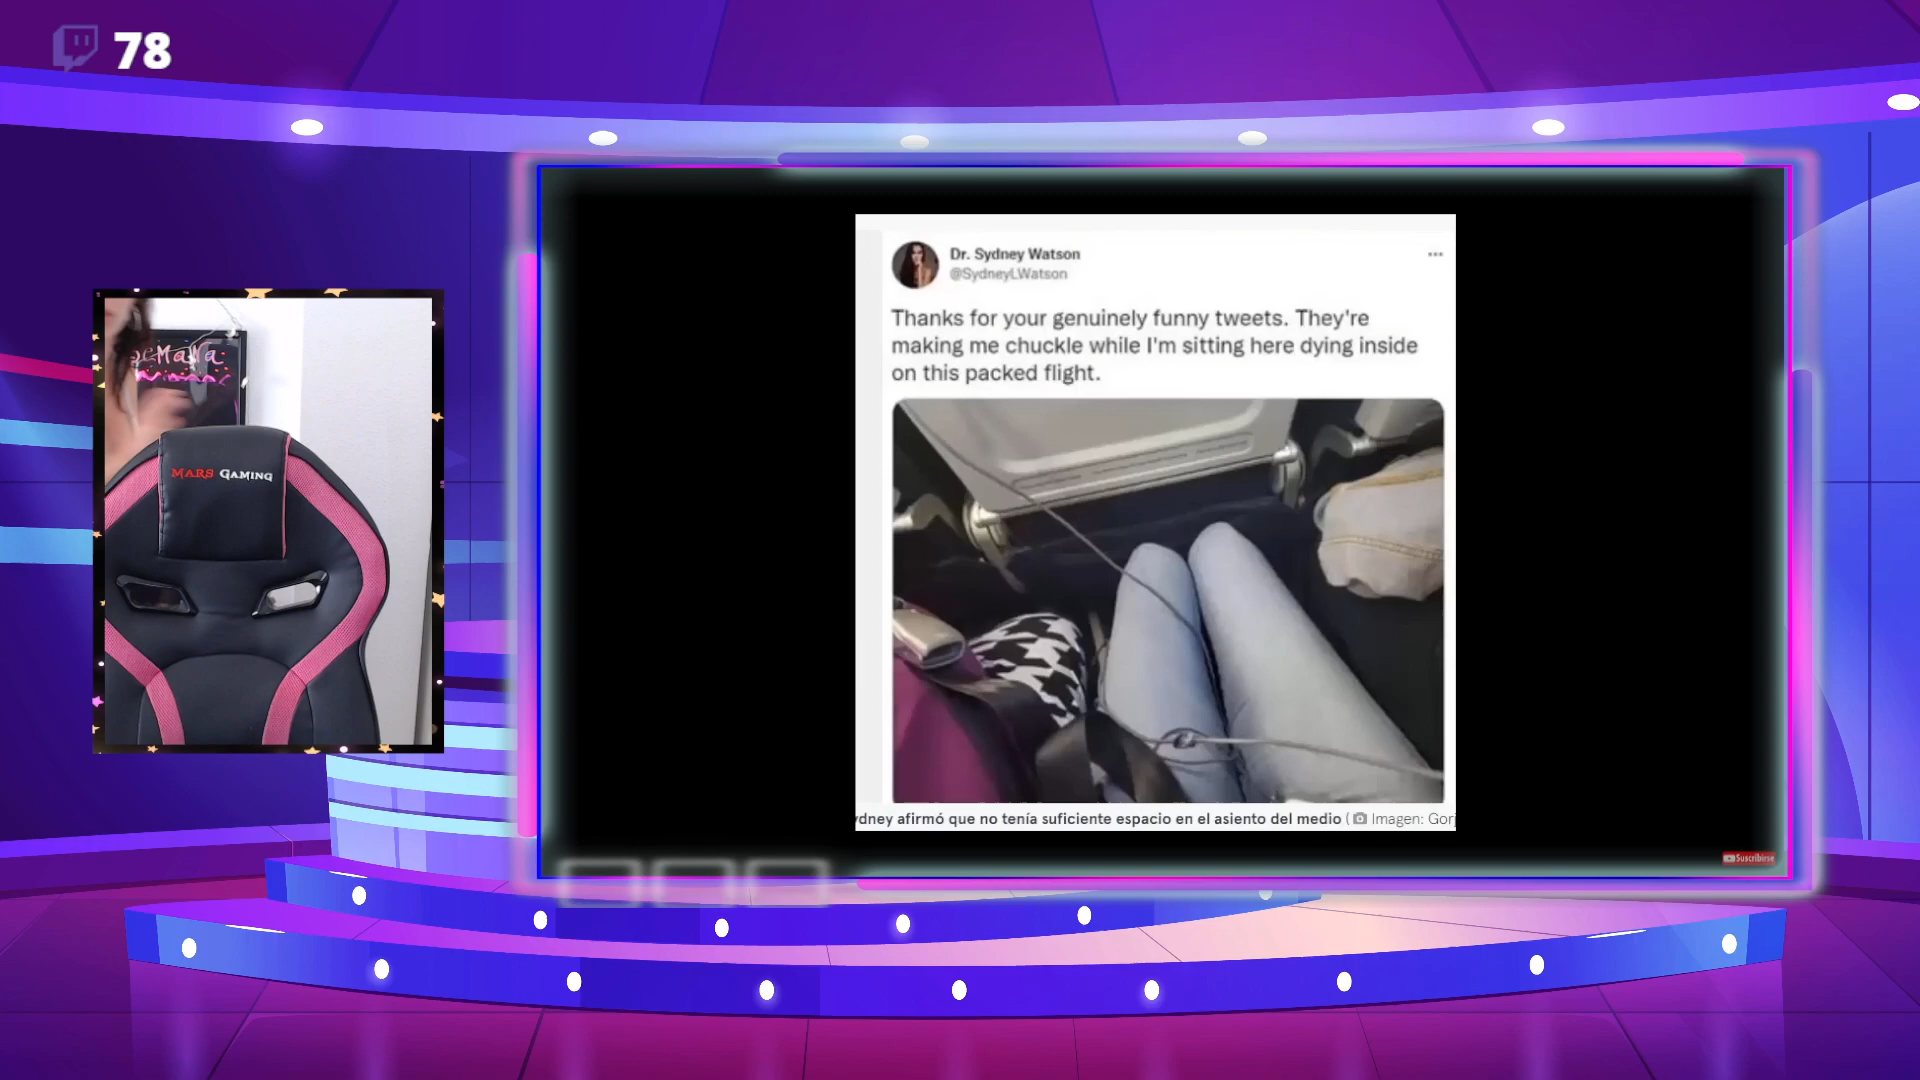 78
MARS GAMING
Dr. Sydney Watson
@SydneyLWatson
Thanks for your genuinely funny tweets. They're
making me chuckle while I'm sitting here dying inside
on this packed flight.
ydney afirmó que no tenía suficiente espacio en el asiento del medio ( Imagen: Gor
Suscribirse